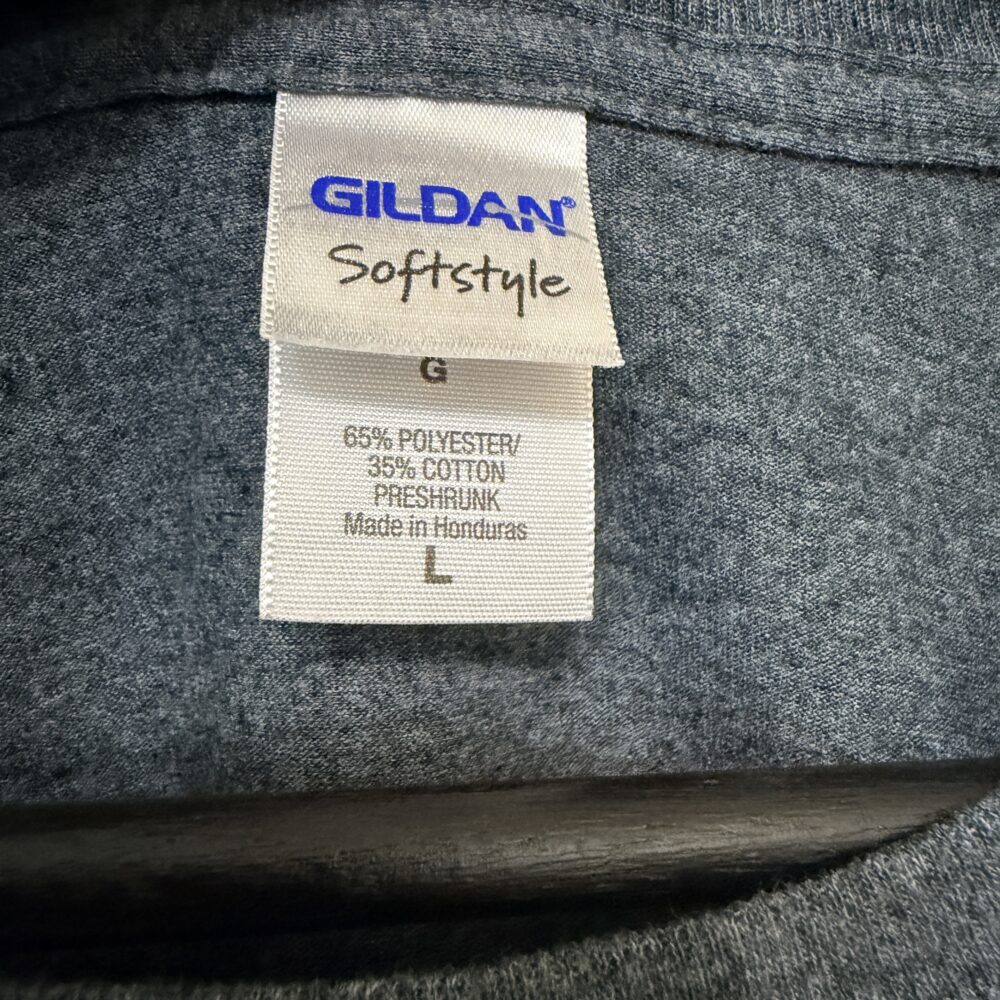 GILDAN®
Softstyle
G
65% POLYESTER/
35% COTTON
PRESHRUNK
Made in Honduras
L